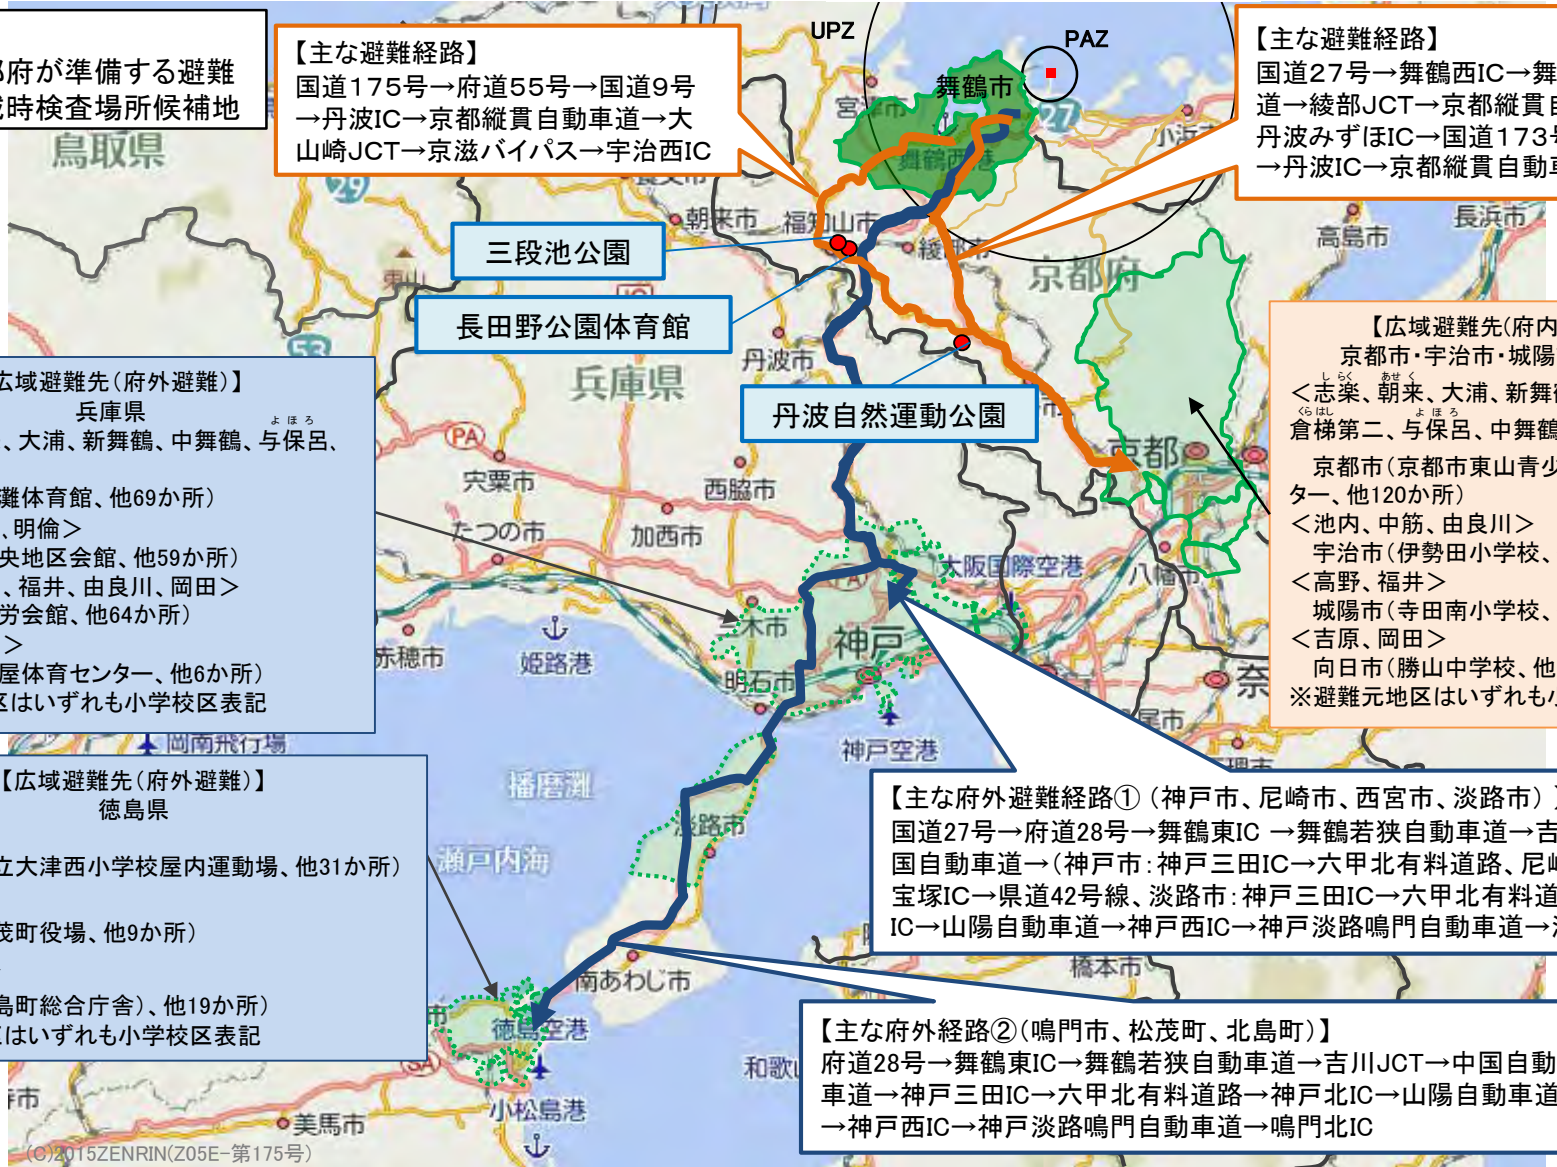 府が準備する避難
時検査場所候補地
【主な避難経路】
国道175号→府道55号→国道9号
→丹波IC→京都縦貫自動車道→大
山崎JCT→京滋バイパス→宇治西IC
UPZ
PAZ
【主な避難経路】
国道27号→舞鶴西IC→舞
道→綾部JCT→京都縦貫自
丹波みずほIC→国道173号
→丹波IC→京都縦貫自動車
鳥取県
29
舞鶴市
27
舞鶴西港
朝来市
福知山市
綾部市
京都府
高島市
長浜市
三段池公園
長田野公園体育館
丹波自然運動公園
53
丹波市
兵庫県
京都
PA
宍粟市
西脇市
たつの市
加西市
三木市
神戸
大阪国際空港
八幡市
赤穂市
姫路港
明石市
奈
神戸空港
岡南飛行場
播磨灘
淡路市
瀬戸内海
南あわじ市
徳島空港
小松島港
美馬市
橋本市
和歌
SA
広域避難先(府外避難)】
兵庫県
、大浦、新舞鶴、中舞鶴、与保呂、
よほろ
灘体育館、他69か所)
、明倫>
央地区会館、他59か所)
、福井、由良川、岡田>
労会館、他64か所)
>
屋体育センター、他6か所)
区はいずれも小学校区表記
【広域避難先(府外避難)】
徳島県
立大津西小学校屋内運動場、他31か所)
茂町役場、他9か所)
島町総合庁舎)、他19か所)
はいずれも小学校区表記
【広域避難先(府内
京都市・宇治市・城陽
しらく あせく
<志楽、朝来、大浦、新舞鶴
くらはし よほろ
倉梯第二、与保呂、中舞鶴
京都市(京都市東山青少
ター、他120か所)
<池内、中筋、由良川>
宇治市(伊勢田小学校、
<高野、福井>
城陽市(寺田南小学校、
<吉原、岡田>
向日市(勝山中学校、他
※避難元地区はいずれも小
【主な府外避難経路①(神戸市、尼崎市、西宮市、淡路市)】
国道27号→府道28号→舞鶴東IC→舞鶴若狭自動車道→吉
国自動車道→(神戸市:神戸三田IC→六甲北有料道路、尼崎
宝塚IC→県道42号線、淡路市:神戸三田IC→六甲北有料道
IC→山陽自動車道→神戸西IC→神戸淡路鳴門自動車道→
【主な府外経路②(鳴門市、松茂町、北島町)】
府道28号→舞鶴東IC→舞鶴若狭自動車道→吉川JCT→中国自動
車道→神戸三田IC→六甲北有料道路→神戸北IC→山陽自動車道
→神戸西IC→神戸淡路鳴門自動車道→鳴門北IC
(C)2015ZENRIN(Z05E-第175号)